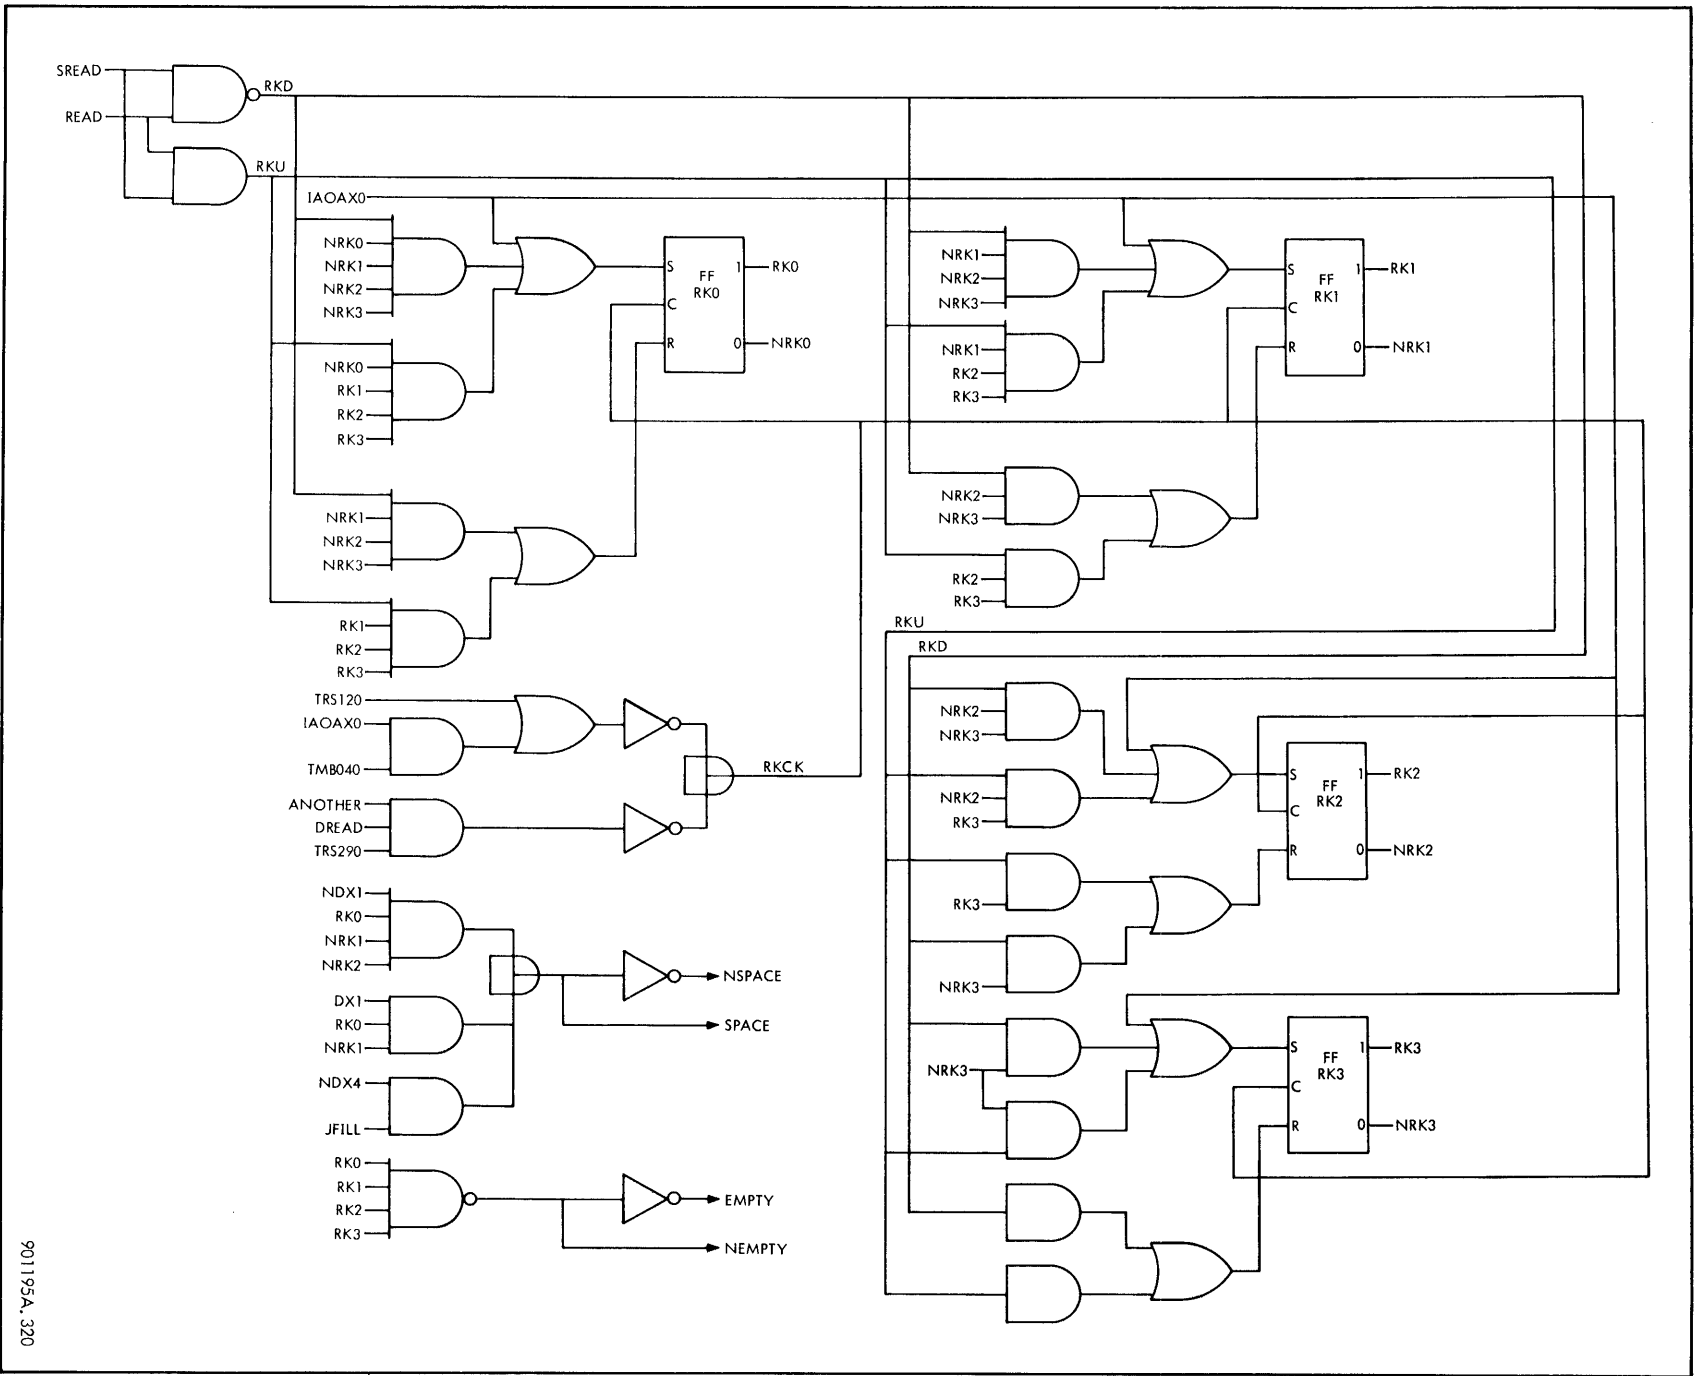 SREAD
READ
RKD
RKU
IAOAX0
NRK0
NRK1
NRK2
NRK3
NRK0
RK1
RK2
RK3
NRK1
NRK2
NRK3
RK1
RK2
RK3
S
C
R
FF
RK0
1
0
RK0
NRK0
TRS120
IAOAX0
TMB040
ANOTHER
DREAD
TRS290
RKCK
NDX1
RK0
NRK1
NRK2
DX1
RK0
NRK1
NDX4
JFILL
NSPACE
SPACE
RK0
RK1
RK2
RK3
EMPTY
NEMPTY
NRK1
NRK2
NRK3
NRK1
RK2
RK3
NRK2
NRK3
RK2
RK3
S
C
R
FF
RK1
1
0
RK1
NRK1
RKU
RKD
NRK2
NRK3
NRK2
RK3
RK3
NRK3
S
C
R
FF
RK2
1
0
RK2
NRK2
NRK3
S
C
R
FF
RK3
1
0
RK3
NRK3
901195A.320